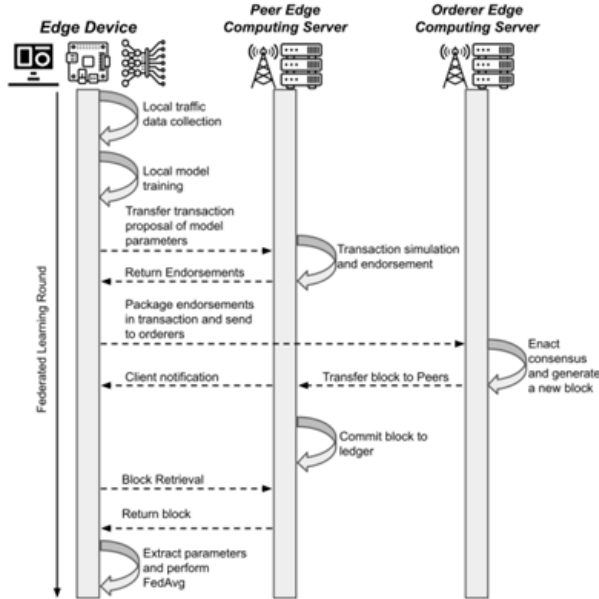 Edge Device
Peer Edge
Computing Server
Orderer Edge
Computing Server
Federated Learning Round
Local traffic
data collection
Local model
training
Transfer transaction
proposal of model
parameters
Transaction simulation
and endorsement
Return Endorsements
Package endorsements
in transaction and send
to orderers
Enact
consensus
and generate
a new block
Client notification
Transfer block to Peers
Commit block to
ledger
Block Retrieval
Return block
Extract parameters
and perform
FedAvg